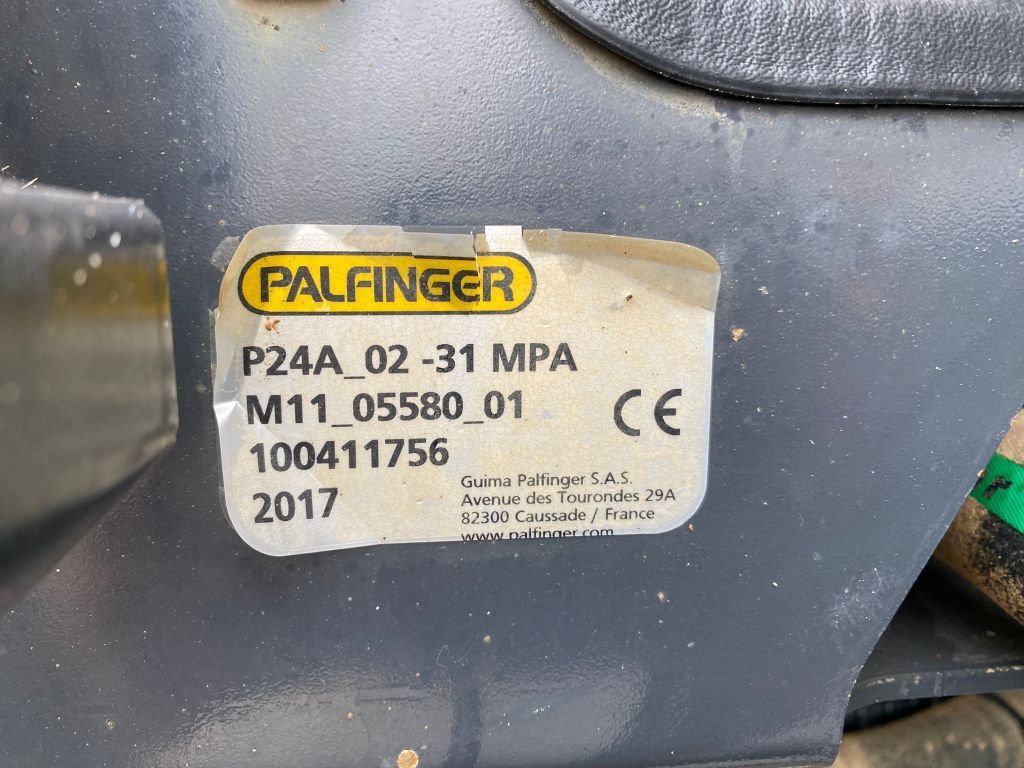 PALFINGER
P24A_02 -31 MPA
M11_05580_01
CE
100411756
2017
Guima Palfinger S.A.S.
Avenue des Tourondes 29A
82300 Caussade / France
www.palfinger.com